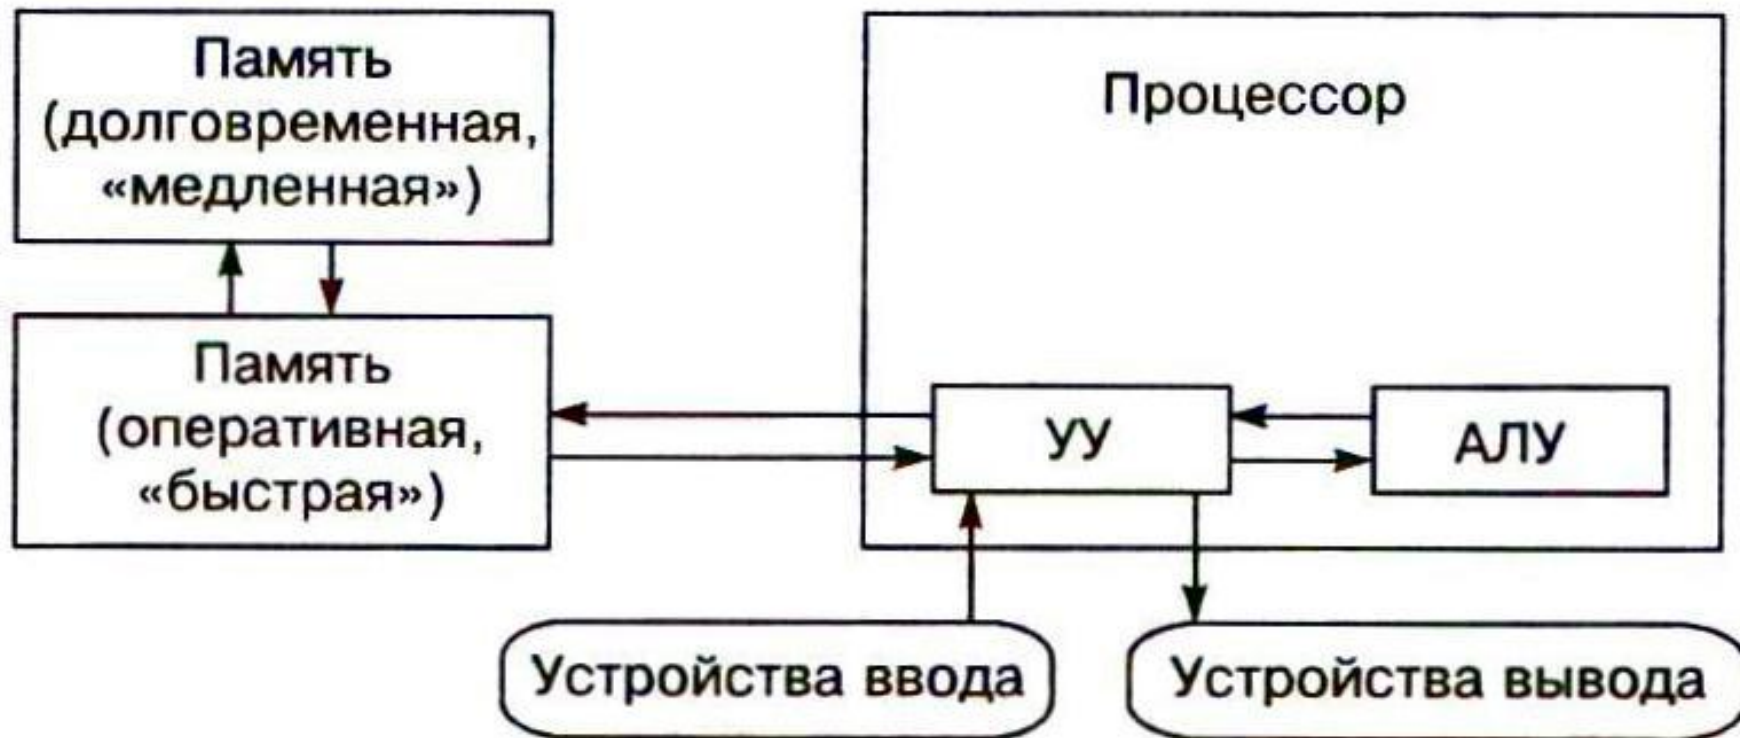 Память
(долговременная,
«медленная»)
Процессор
Память
(оперативная,
«быстрая»)
УУ
АЛУ
Устройства ввода
Устройства вывода